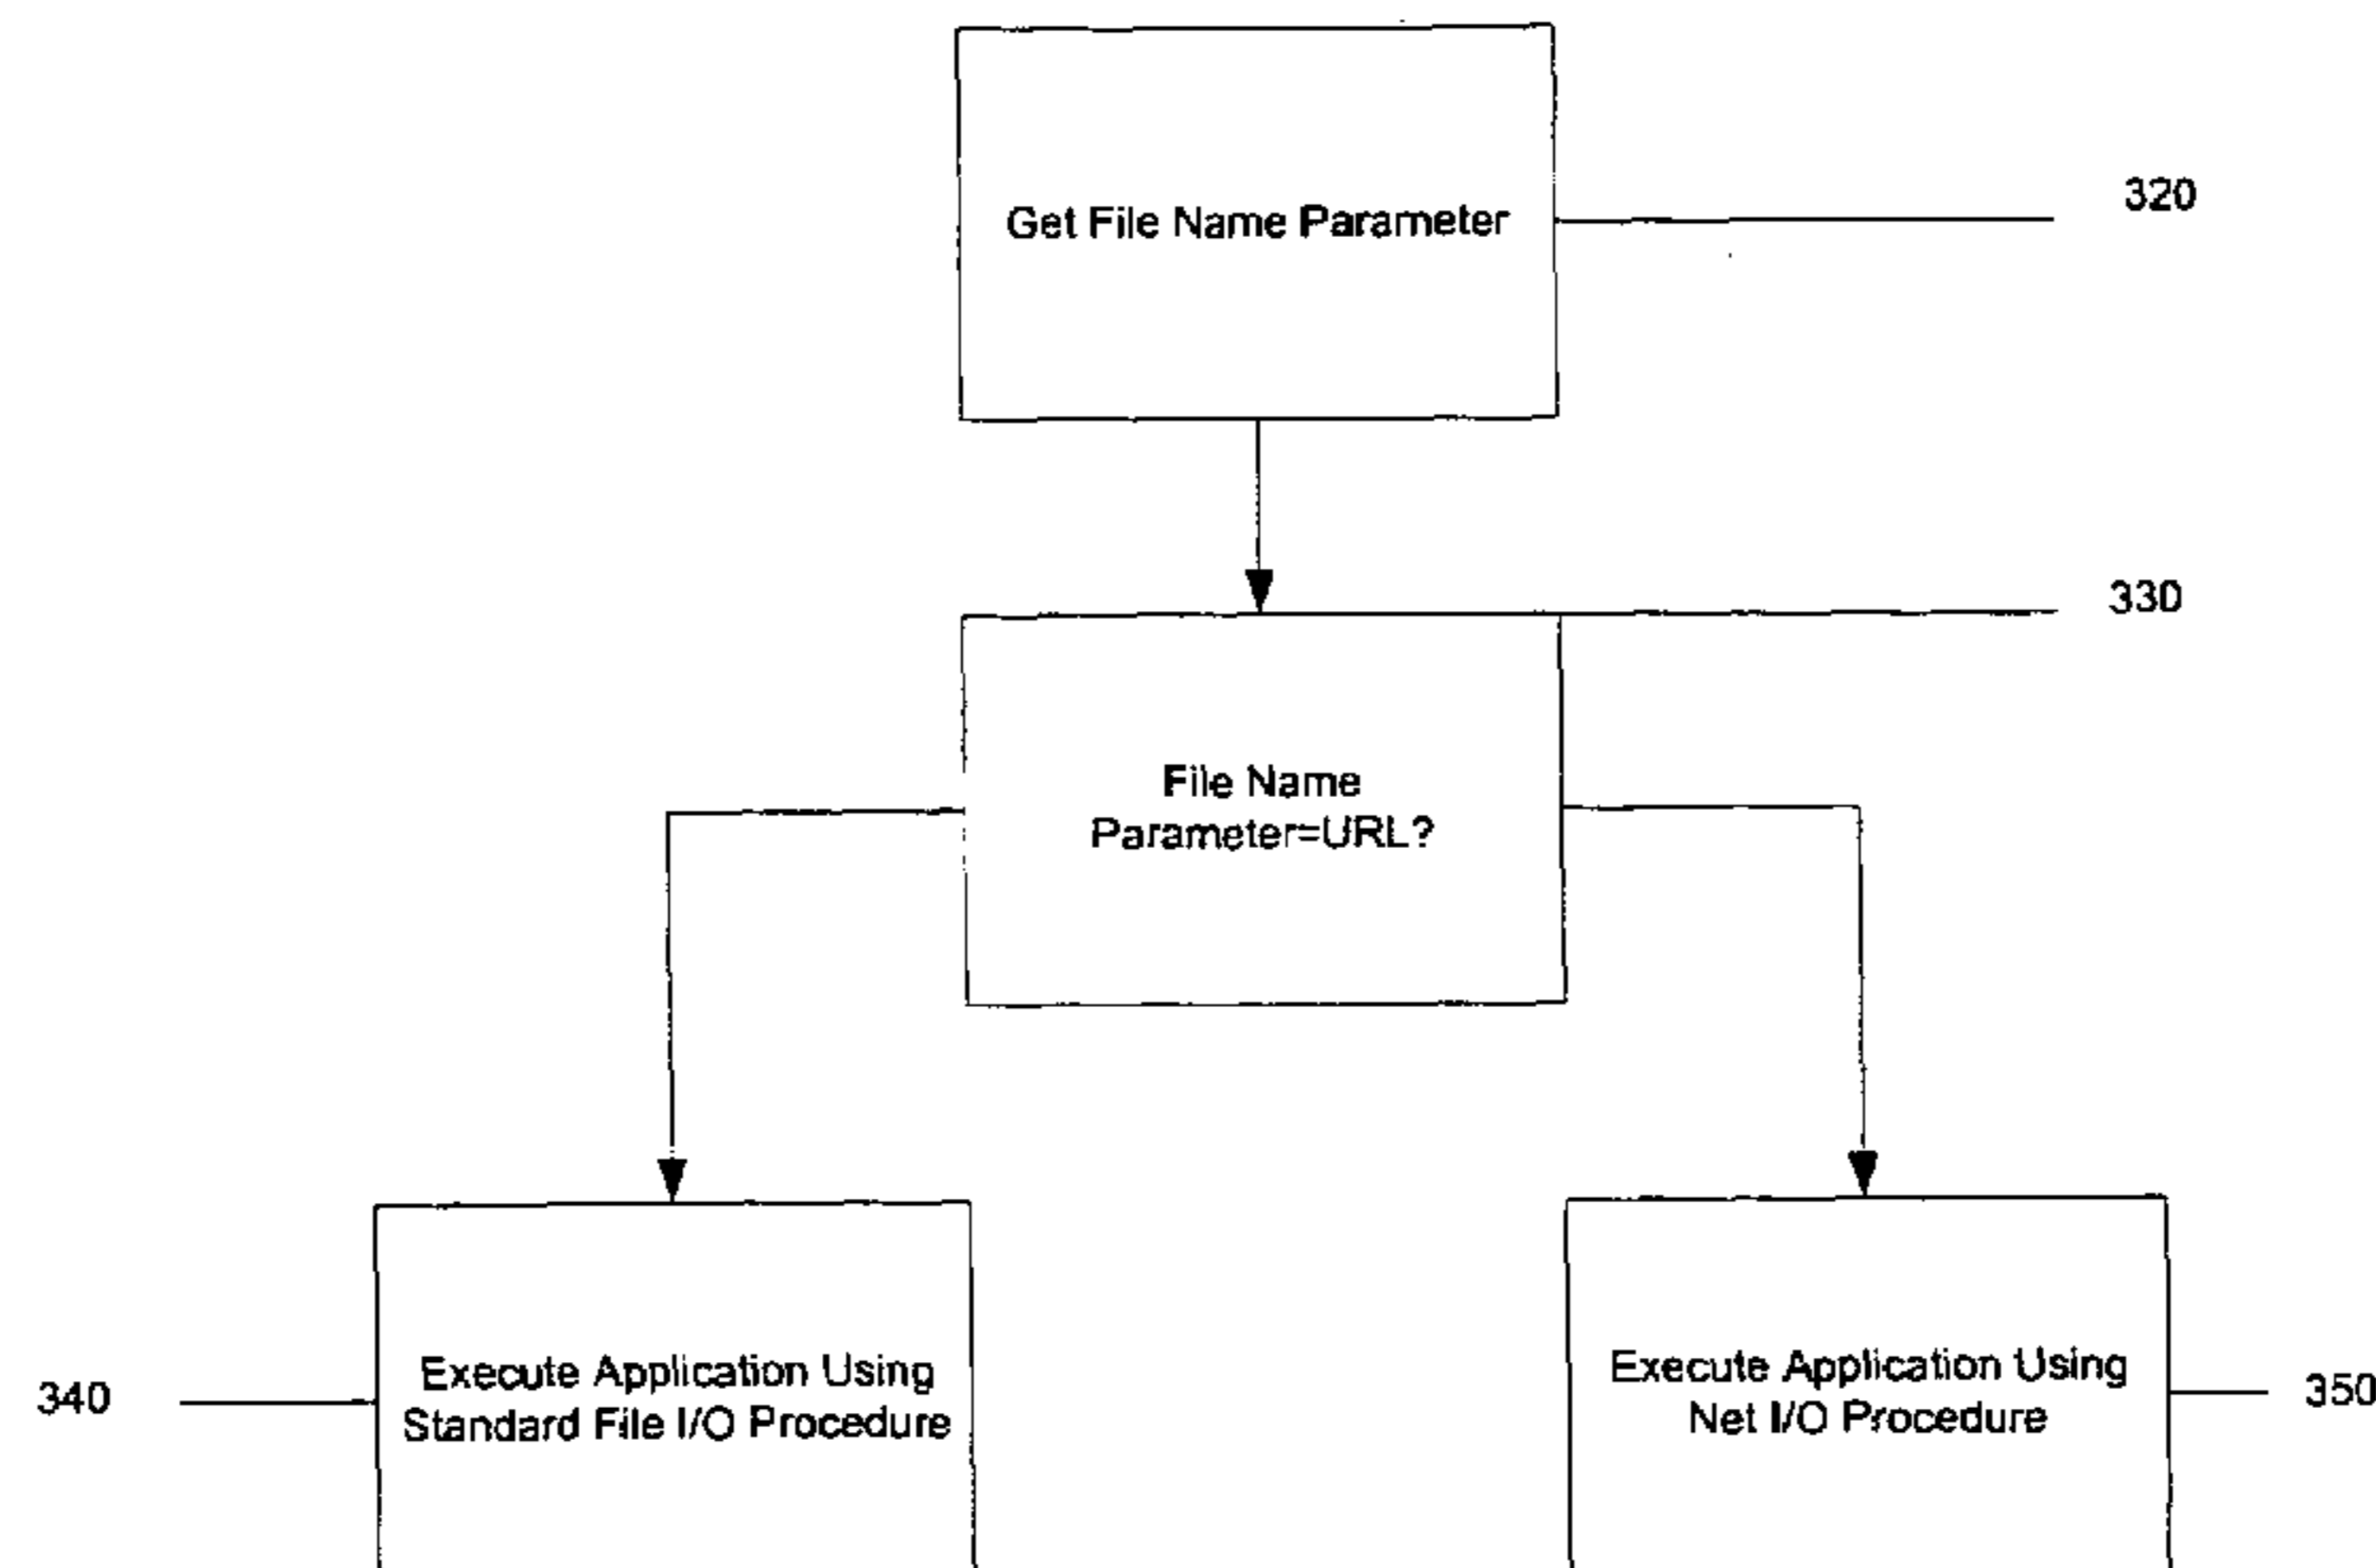 320
Get File Name Parameter
330
File Name
Parameter=URL?
340
Execute Application Using
Standard File I/O Procedure
Execute Application Using
Net I/O Procedure
350